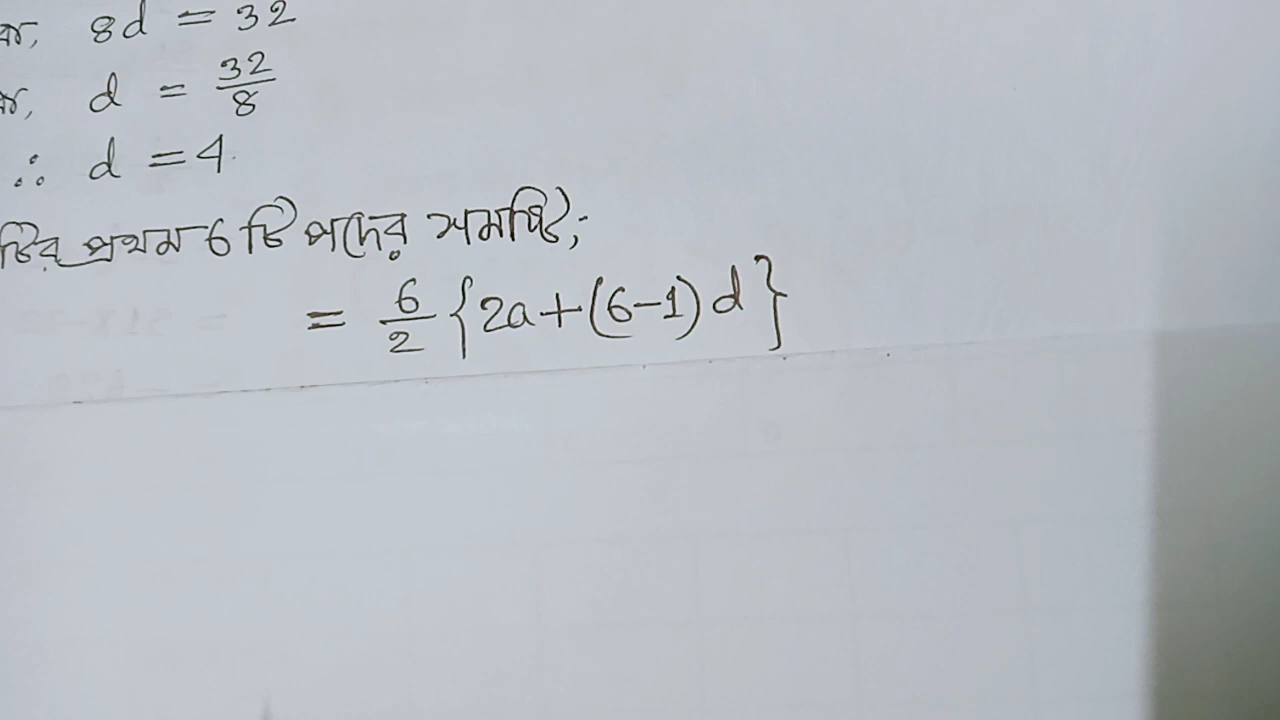 8d = 32
d = 32/8
∴ d = 4
প্রথম 6 টি পদের সমষ্টি;
= 6/2 {2a+(6-1)d}